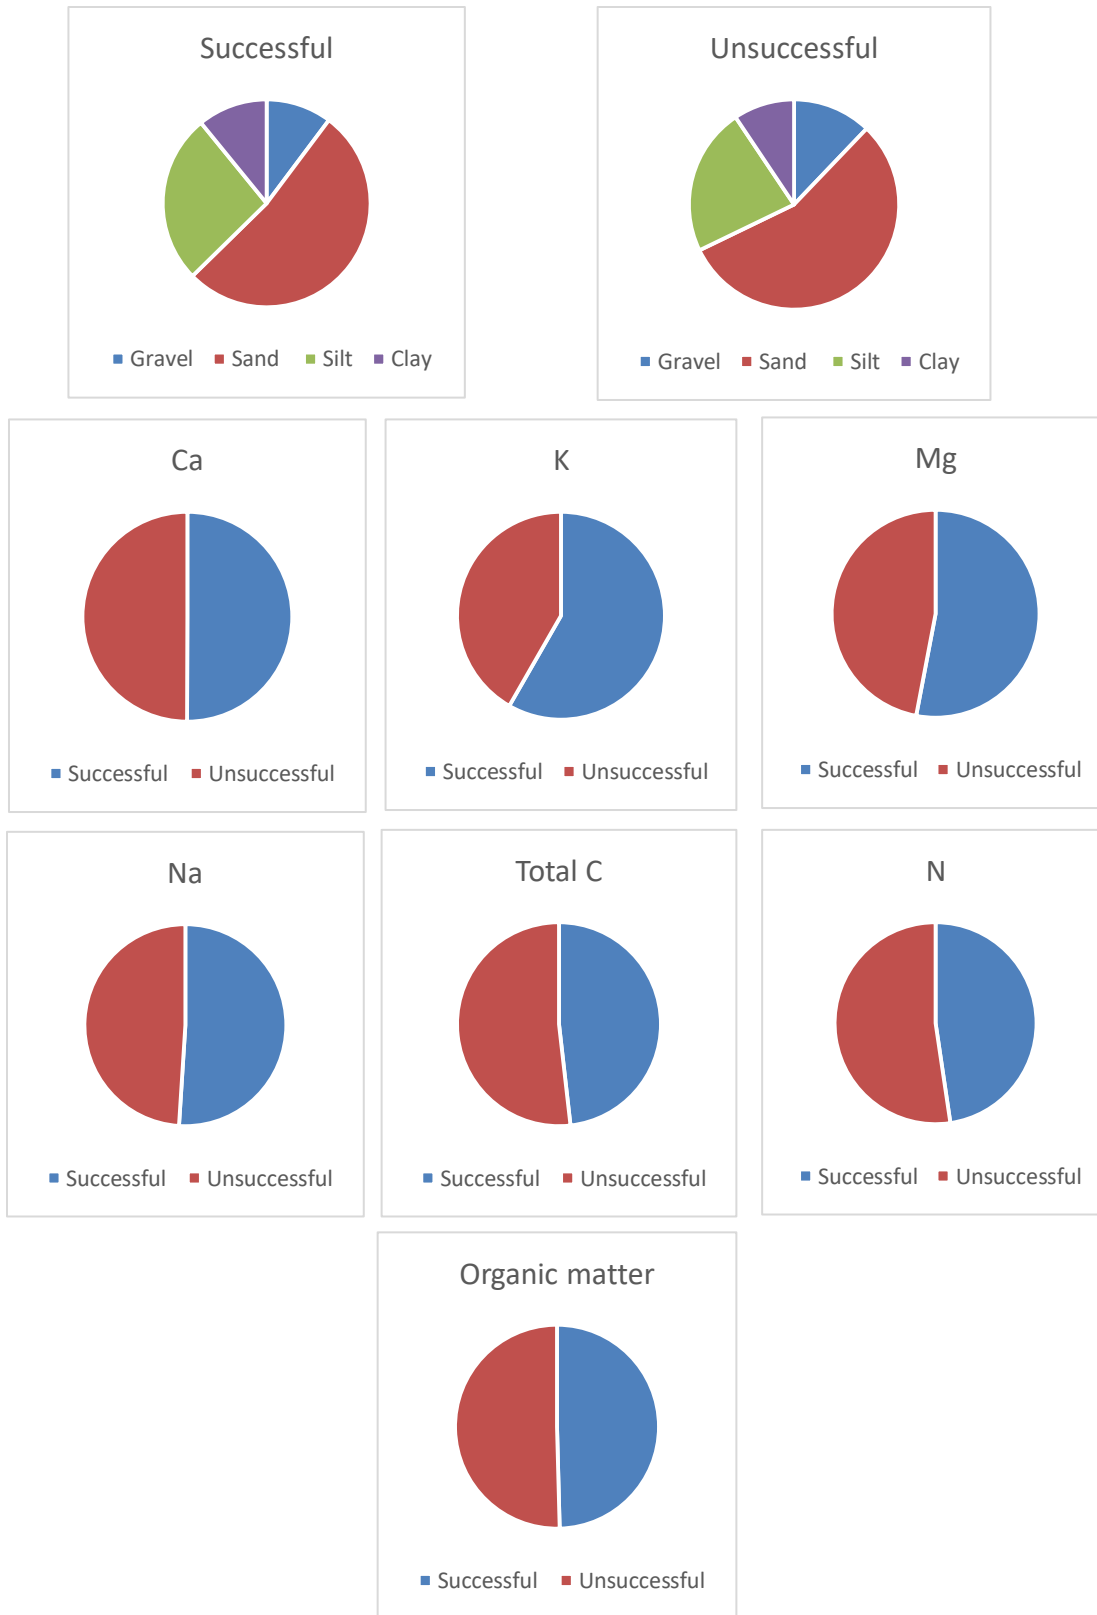 Successful
Gravel Sand Silt Clay
Unsuccessful
Gravel Sand Silt Clay
Ca
Successful Unsuccessful
K
Successful Unsuccessful
Mg
Successful Unsuccessful
Na
Successful Unsuccessful
Total C
Successful Unsuccessful
N
Successful Unsuccessful
Organic matter
Successful Unsuccessful